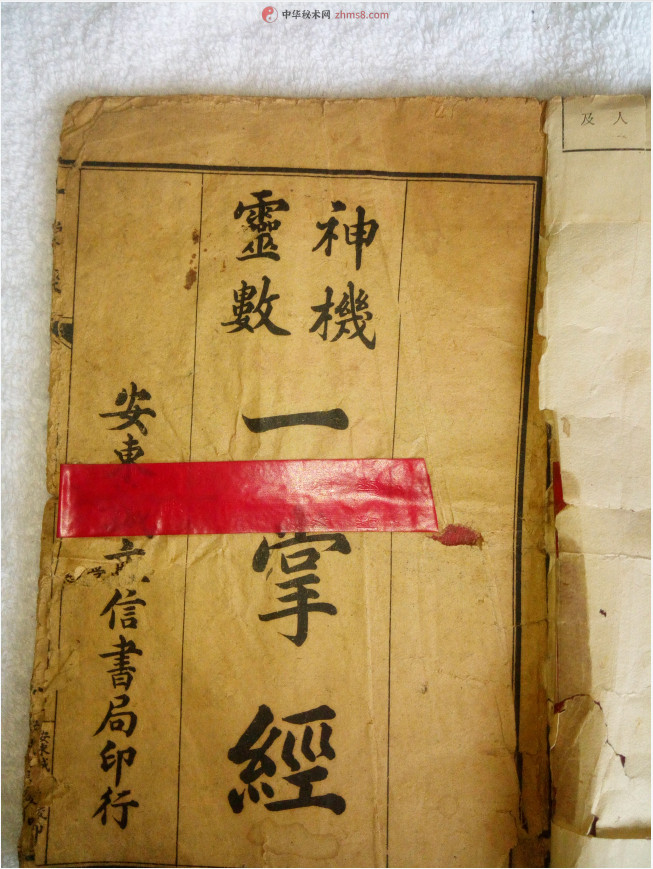 中华秘术网 zhms8.com
人及
神機
靈數
一掌經
安東
信書局印行